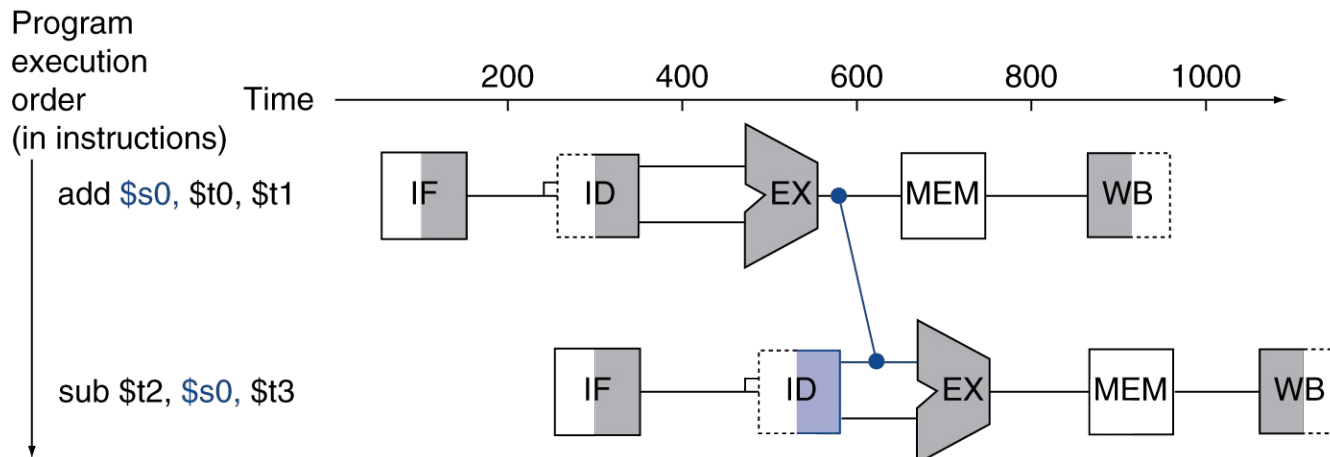 Program
execution
order
(in instructions)
Time
200 400 600 800 1000
add $s0, $t0, $t1
IF ID EX MEM WB
sub $t2, $s0, $t3
IF ID EX MEM WB